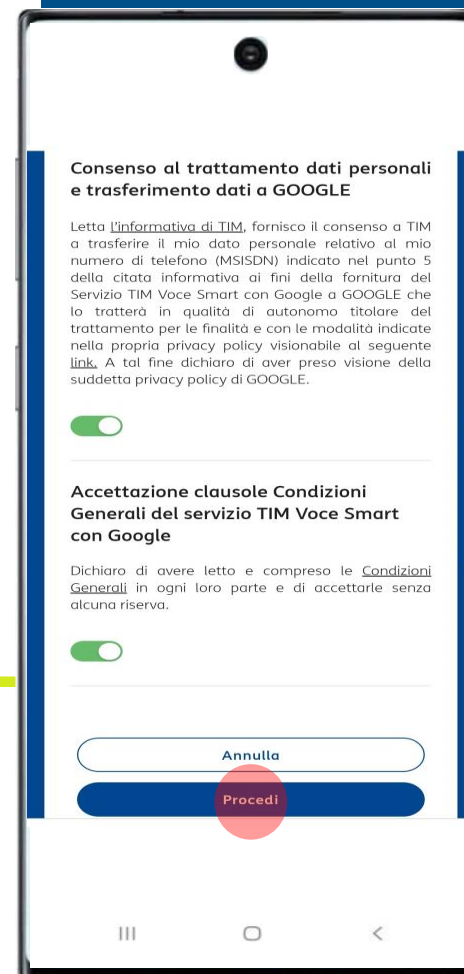 Consenso al trattamento dati personali
e trasferimento dati a GOOGLE
Letta l'informativa di TIM, fornisco il consenso a TIM
a trasferire il mio dato personale relativo al mio
numero di telefono (MSISDN) indicato nel punto 5
della citata informativa ai fini della fornitura del
Servizio TIM Voce Smart con Google a GOOGLE che
lo tratterà in qualità di autonomo titolare del
trattamento per le finalità e con le modalità indicate
nella propria privacy policy visionabile al seguente
link. A tal fine dichiaro di aver preso visione della
suddetta privacy policy di GOOGLE.
Accettazione clausole Condizioni
Generali del servizio TIM Voce Smart
con Google
Dichiaro di avere letto e compreso le Condizioni
Generali in ogni loro parte e di accettarle senza
alcuna riserva.
Annulla
Procedi